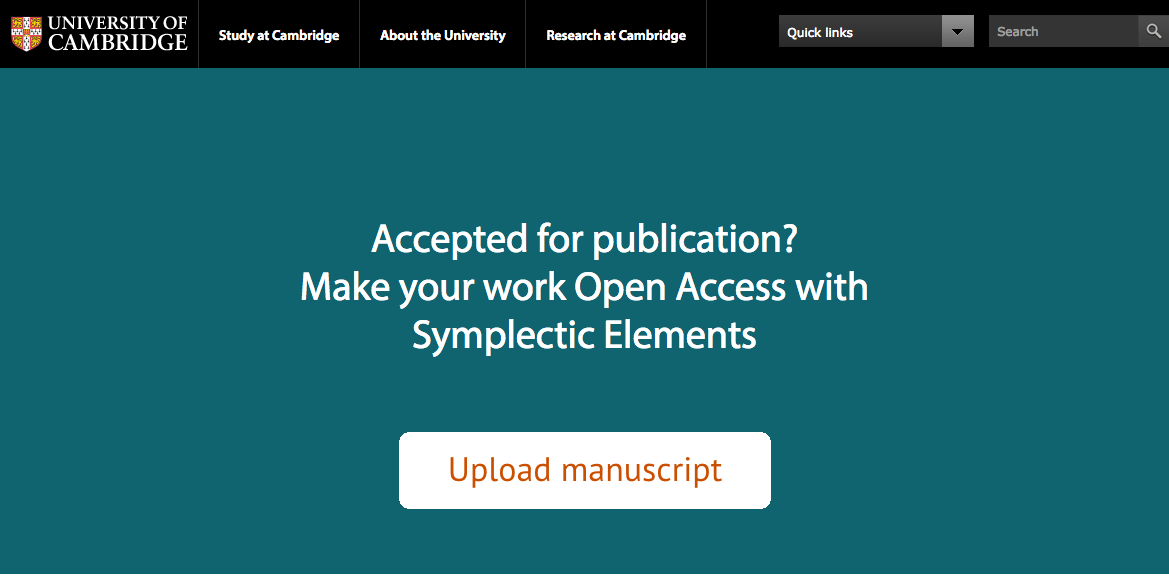 UNIVERSITY OF
CAMBRIDGE
Study at Cambridge
About the University
Research at Cambridge
Quick links
Search
Accepted for publication?
Make your work Open Access with
Symplectic Elements
Upload manuscript